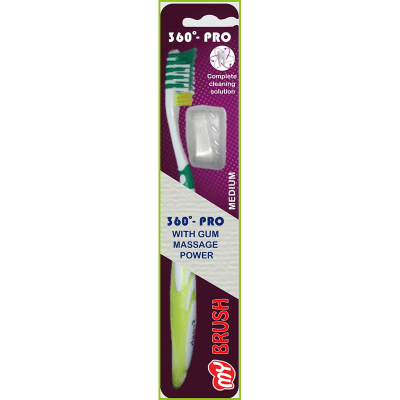 360°- PRO
Complete
cleaning
solution
MEDIUM
360°- PRO
WITH GUM
MASSAGE
POWER
MY
BRUSH